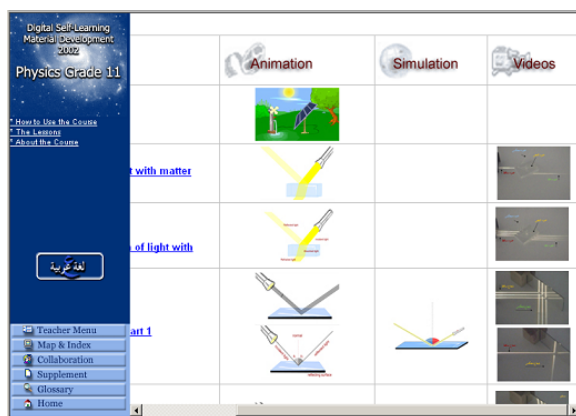 Digital Self-Learning
Material Development
2002
Physics Grade 11
* How to Use the Course
* The Lessons
* About the Course
لغة عربية
Teacher Menu
Map & Index
Collaboration
Supplement
Glossary
Home
Animation
Simulation
Videos
t with matter
n of light with
art 1